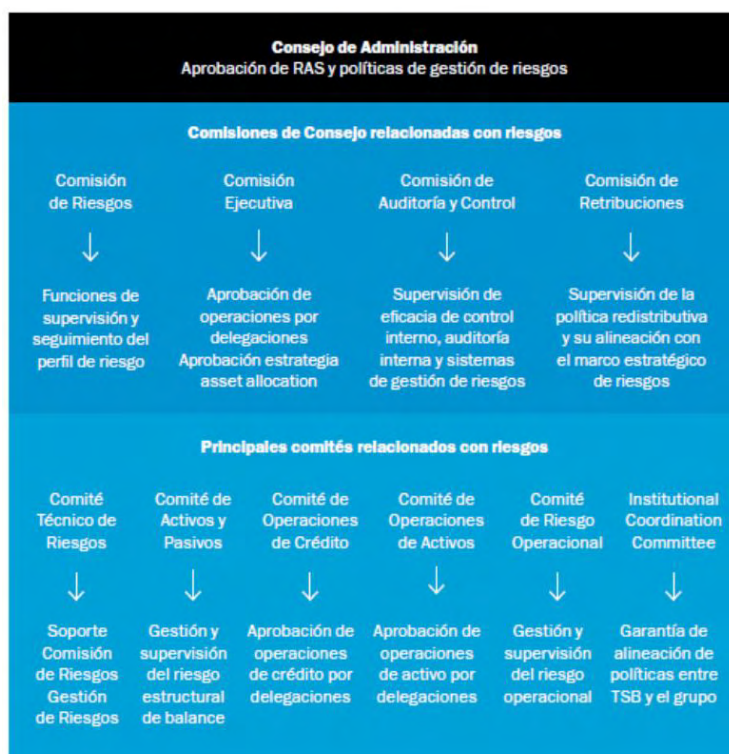 Consejo de Administración
Aprobación de RAS y políticas de gestión de riesgos
Comisiones de Consejo relacionadas con riesgos
Comisión
de Riesgos
Comisión
Ejecutiva
Comisión de
Auditoría y Control
Comisión de
Retribuciones
Funciones de
supervisión y
seguimiento del
perfil de riesgo
Aprobación de
operaciones por
delegaciones
Aprobación estrategia
asset allocation
Supervisión de
eficacia de control
interno, auditoría
interna y sistemas
de gestión de riesgos
Supervisión de la
política redistributiva
y su alineación con
el marco estratégico
de riesgos
Principales comités relacionados con riesgos
Comité
Técnico de
Riesgos
Comité de
Activos y
Pasivos
Comité de
Operaciones
de Crédito
Comité de
Operaciones
de Activos
Comité
de Riesgo
Operacional
Institutional
Coordination
Committee
Soporte
Comisión
de Riesgos
Gestión
de Riesgos
Gestión y
supervisión
del riesgo
estructural
de balance
Aprobación de
operaciones
de crédito por
delegaciones
Aprobación de
operaciones
de activo por
delegaciones
Gestión y
supervisión
del riesgo
operacional
Garantía de
alineación de
políticas entre
TSB y el grupo